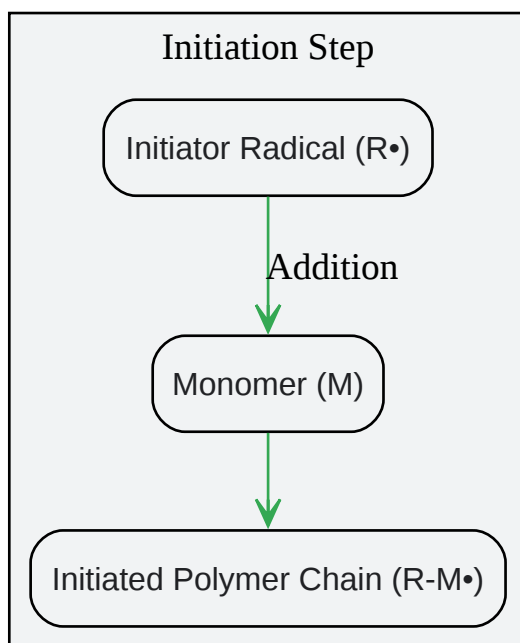 Initiation Step
Initiator Radical (R•)
Addition
Monomer (M)
Initiated Polymer Chain (R-M•)